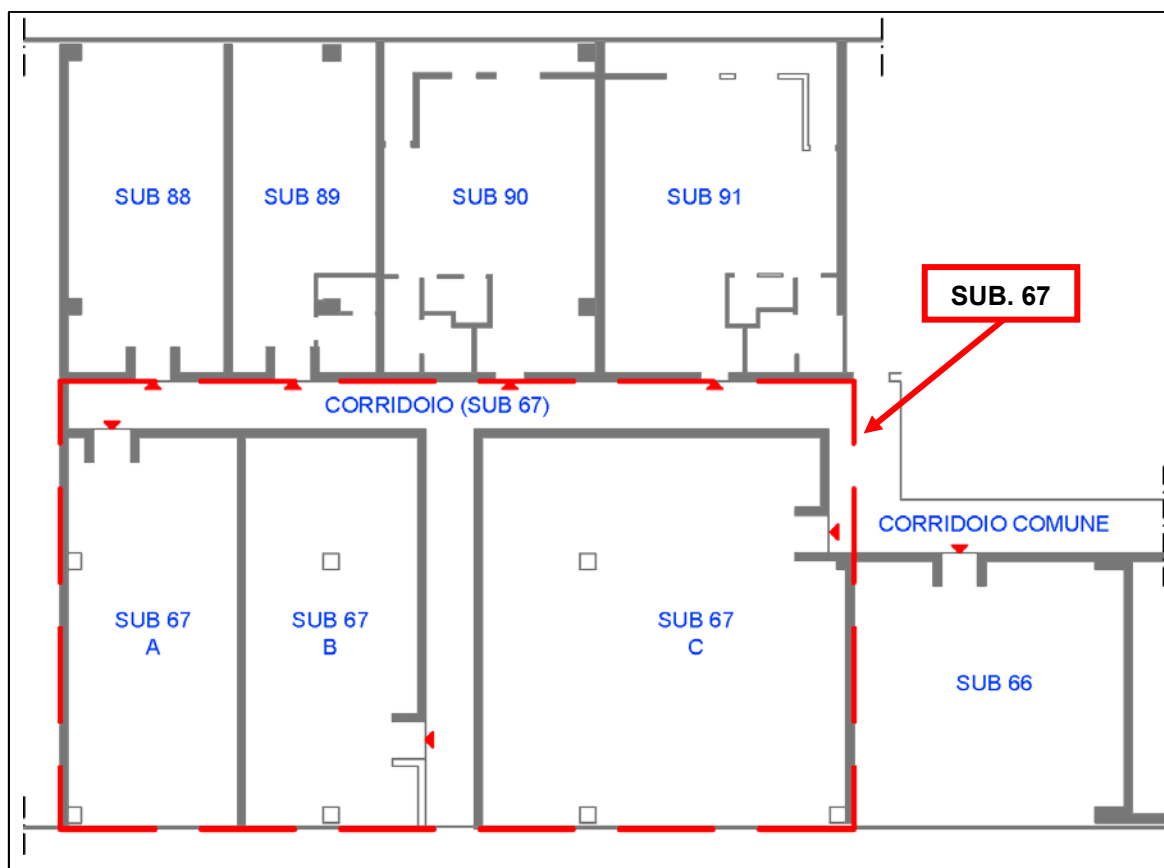 SUB 88
SUB 89
SUB 90
SUB 91
SUB. 67
CORRIDOIO (SUB 67)
CORRIDOIO COMUNE
SUB 67
A
SUB 67
B
SUB 67
C
SUB 66